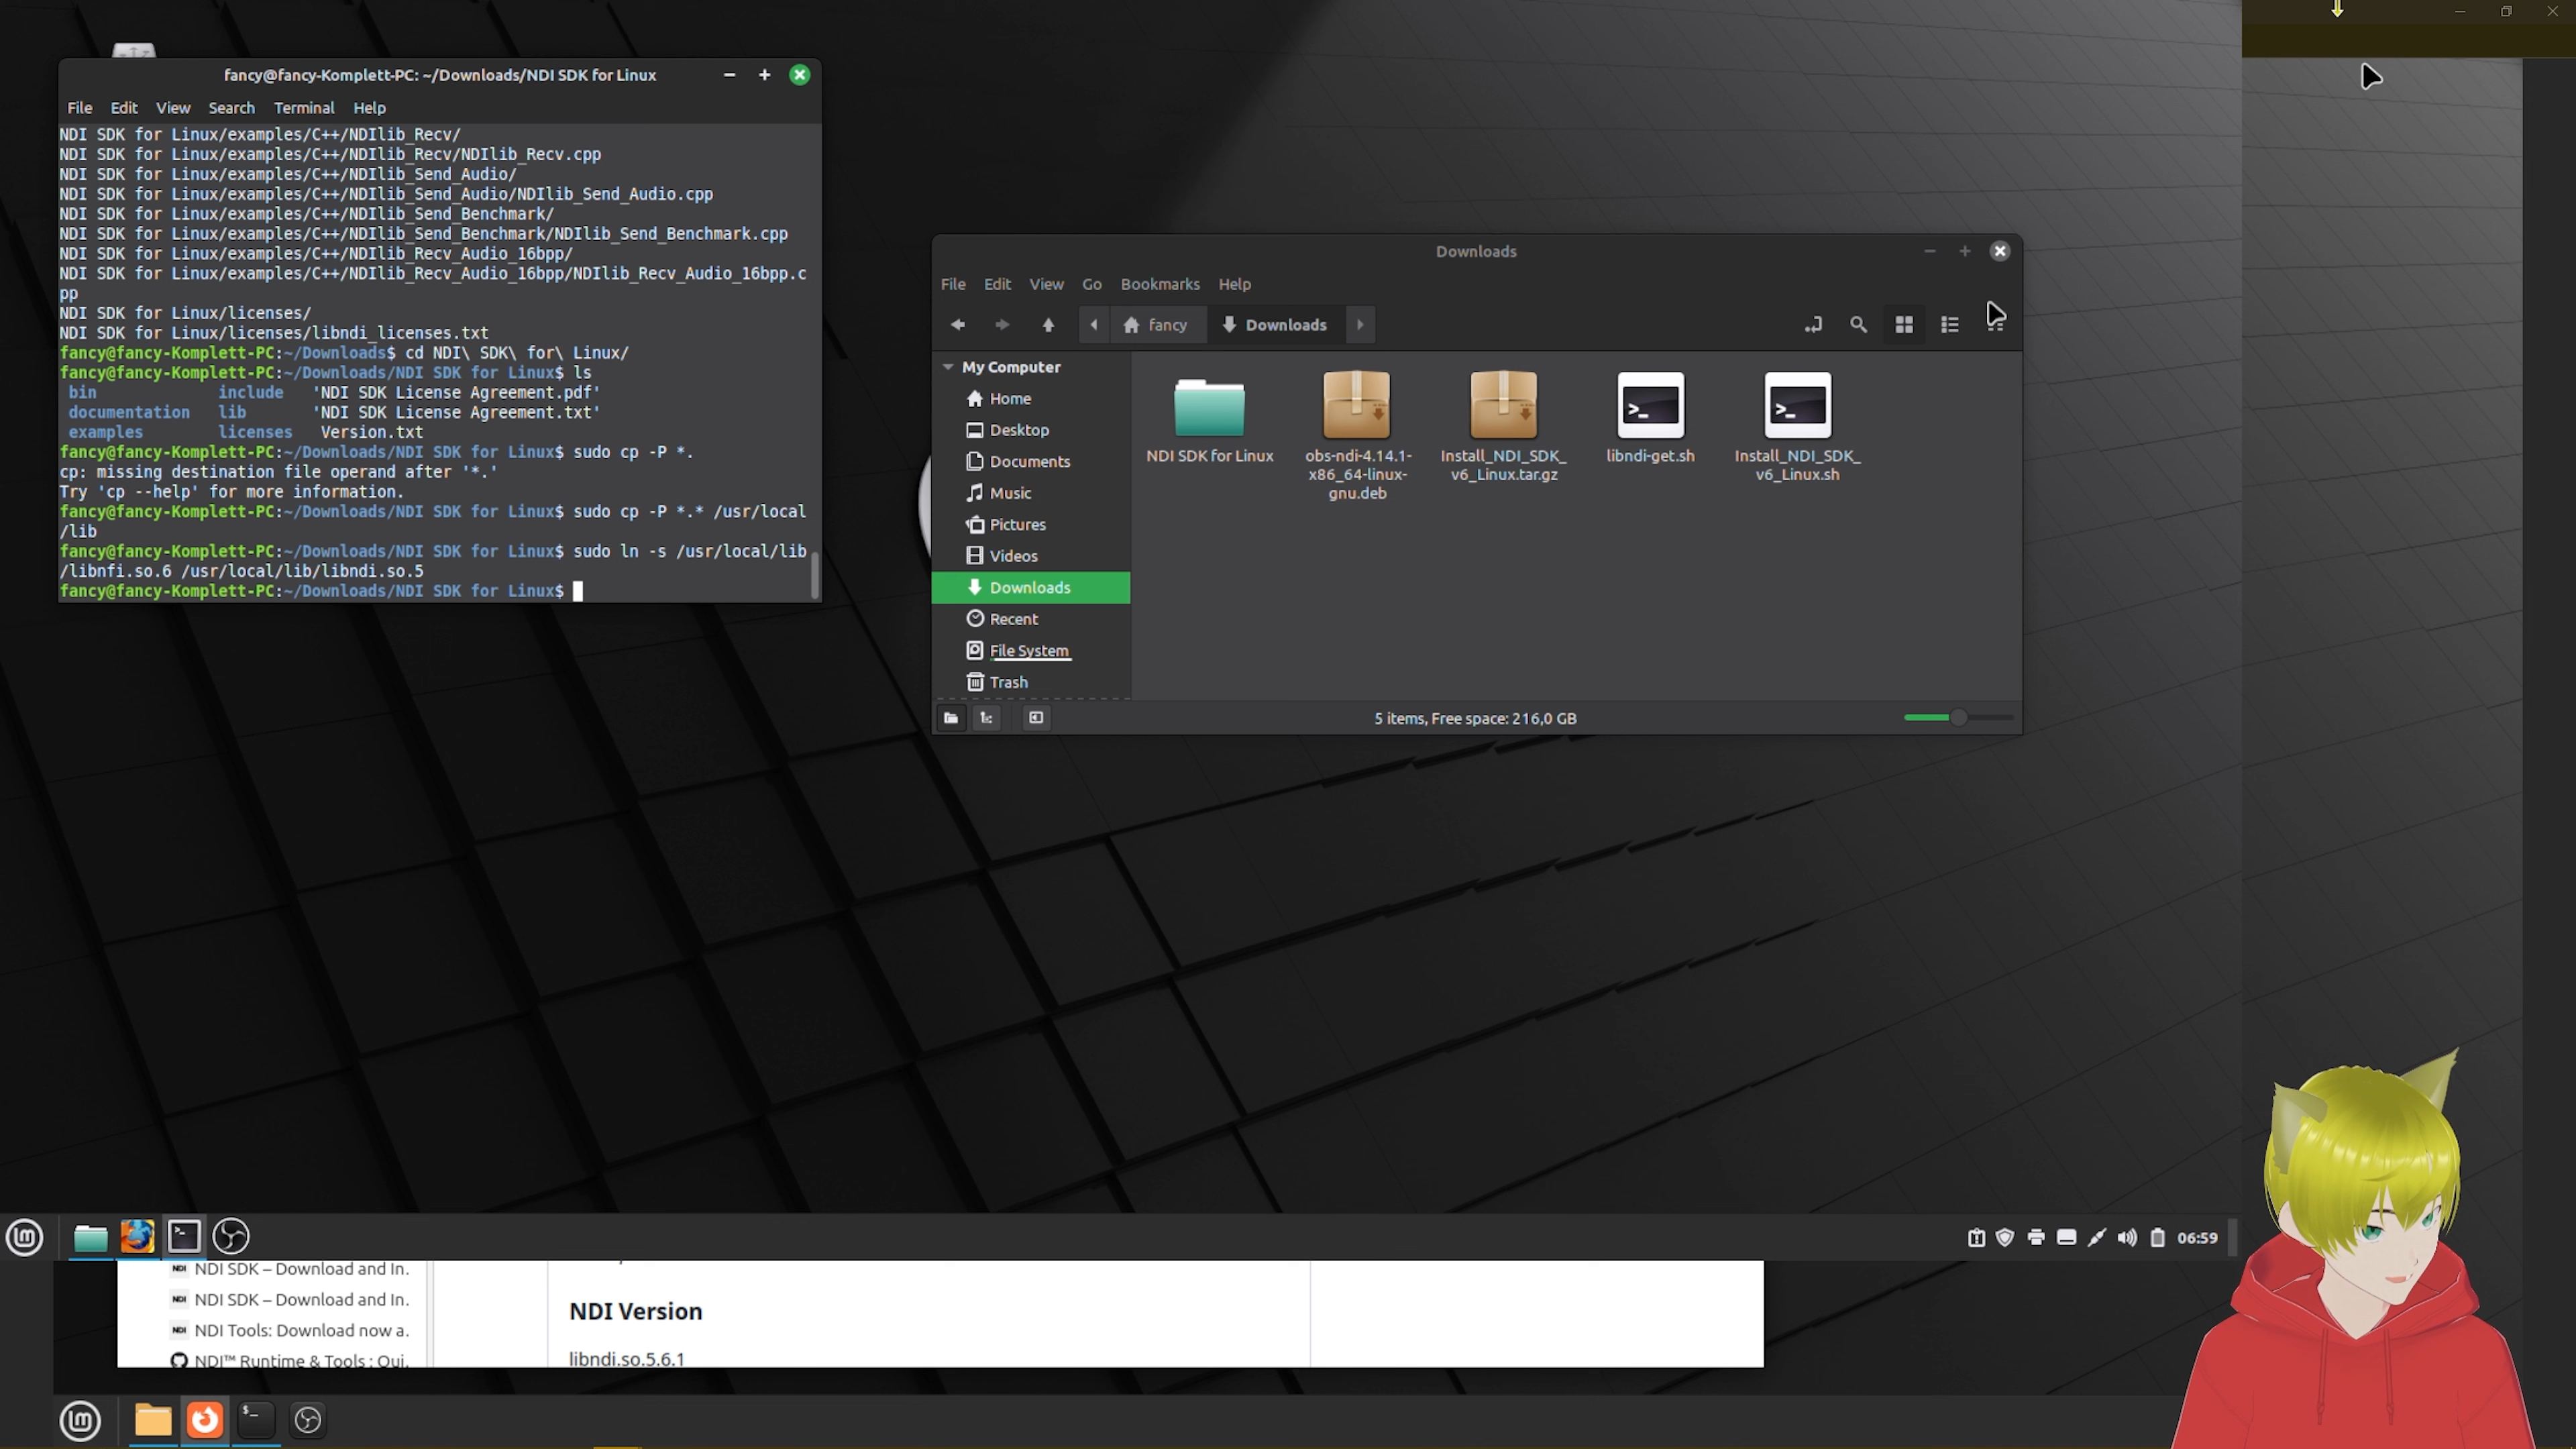 fancy@fancy-Komplett-PC: ~/Downloads/NDI SDK for Linux
File Edit View Search Terminal Help
NDI SDK for Linux/examples/C++/NDIlib_Recv/
NDI SDK for Linux/examples/C++/NDIlib_Recv/NDIlib_Recv.cpp
NDI SDK for Linux/examples/C++/NDIlib_Send_Audio/
NDI SDK for Linux/examples/C++/NDIlib_Send_Audio/NDIlib_Send_Audio.cpp
NDI SDK for Linux/examples/C++/NDIlib_Send_Benchmark/
NDI SDK for Linux/examples/C++/NDIlib_Send_Benchmark/NDIlib_Send_Benchmark.cpp
NDI SDK for Linux/examples/C++/NDIlib_Recv_Audio_16bpp/
NDI SDK for Linux/examples/C++/NDIlib_Recv_Audio_16bpp/NDIlib_Recv_Audio_16bpp.c
pp
NDI SDK for Linux/licenses/
NDI SDK for Linux/licenses/libndi_licenses.txt
fancy@fancy-Komplett-PC:~/Downloads$ cd NDI\ SDK\ for\ Linux/
fancy@fancy-Komplett-PC:~/Downloads/NDI SDK for Linux$ ls
bin include 'NDI SDK License Agreement.pdf'
documentation lib 'NDI SDK License Agreement.txt'
examples licenses Version.txt
fancy@fancy-Komplett-PC:~/Downloads/NDI SDK for Linux$ sudo cp -P *.
cp: missing destination file operand after '*.'
Try 'cp --help' for more information.
fancy@fancy-Komplett-PC:~/Downloads/NDI SDK for Linux$ sudo cp -P *.* /usr/local
/lib
fancy@fancy-Komplett-PC:~/Downloads/NDI SDK for Linux$ sudo ln -s /usr/local/lib
/libnfi.so.6 /usr/local/lib/libndi.so.5
fancy@fancy-Komplett-PC:~/Downloads/NDI SDK for Linux$
Downloads
File Edit View Go Bookmarks Help
fancy Downloads
My Computer
Home
Desktop
Documents
Music
Pictures
Videos
Downloads
Recent
File System
Trash
NDI SDK for Linux
obs-ndi-4.14.1-
x86_64-linux-
gnu.deb
Install_NDI_SDK_
v6_Linux.tar.gz
libndi-get.sh
Install_NDI_SDK_
v6_Linux.sh
5 items, Free space: 216,0 GB
06:59
NDI NDI SDK – Download and In.
NDI NDI SDK – Download and In.
NDI NDI Tools: Download now a.
NDI™ Runtime & Tools : Oui.
NDI Version
libndi.so.5.6.1